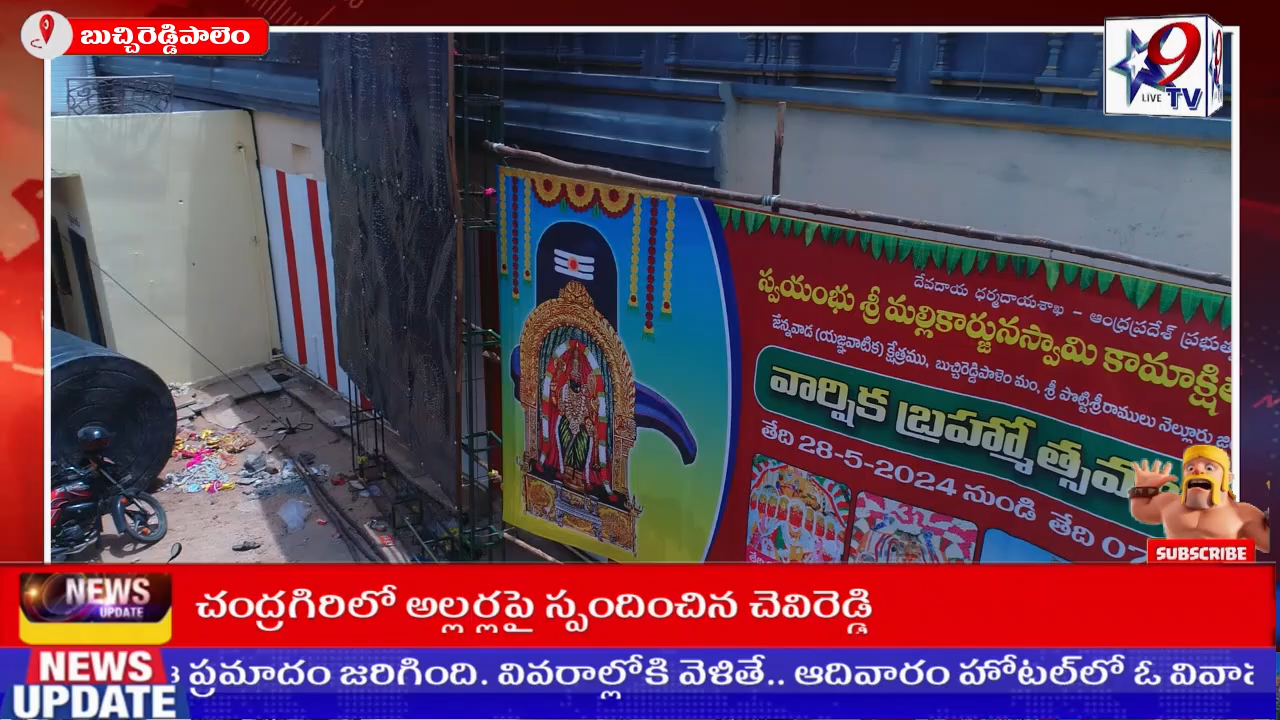 బుచ్చిరెడ్డిపాలెం
9
LIVE TV
దేవదాయ ధర్మదాయశాఖ - ఆంధ్రప్రదేశ్ ప్రభుత
స్వయంభు శ్రీ మల్లికార్జునస్వామి కామాక్షిత
జొన్నవాడ (యజ్ఞవాటిక) క్షేత్రము, బుచ్చిరెడ్డిపాళెం మం, శ్రీ పొట్టిశ్రీరాములు నెల్లూరు జి
వార్షిక బ్రహ్మోత్సవ
తేది 28-5-2024 నుండి తేది 07
SUBSCRIBE
NEWS
UPDATE
చంద్రగిరిలో అల్లర్లపై స్పందించిన చెవిరెడ్డి
NEWS
UPDATE
ప్రమాదం జరిగింది. వివరాల్లోకి వెళితే.. ఆదివారం హోటల్‌లో ఓ వివా